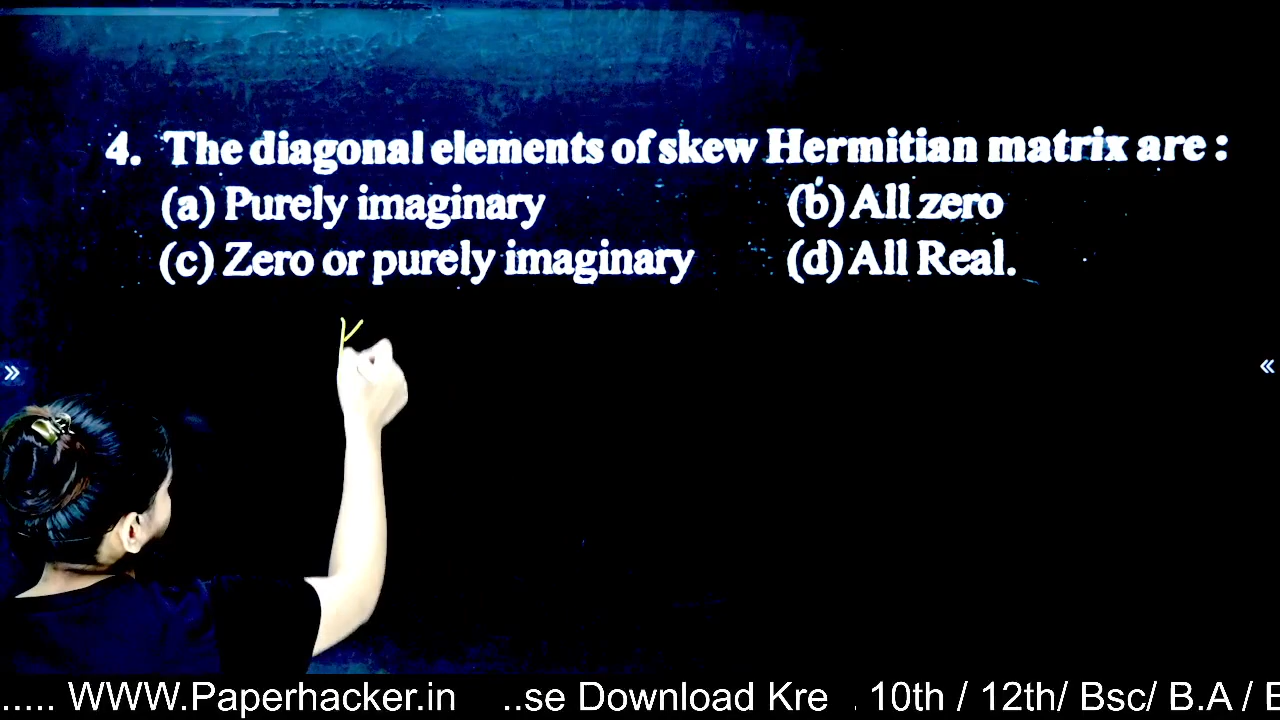 4. The diagonal elements of skew Hermitian matrix are :
(a) Purely imaginary (b) All zero
(c) Zero or purely imaginary (d) All Real.
..... WWW.Paperhacker.in ..se Download Kre . 10th / 12th/ Bsc/ B.A /